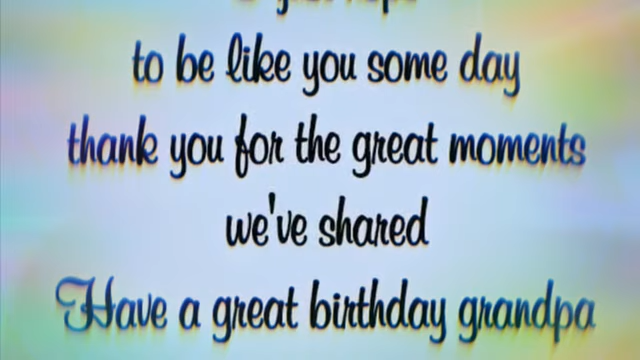 to be like you some day
thank you for the great moments
we've shared
Have a great birthday grandpa